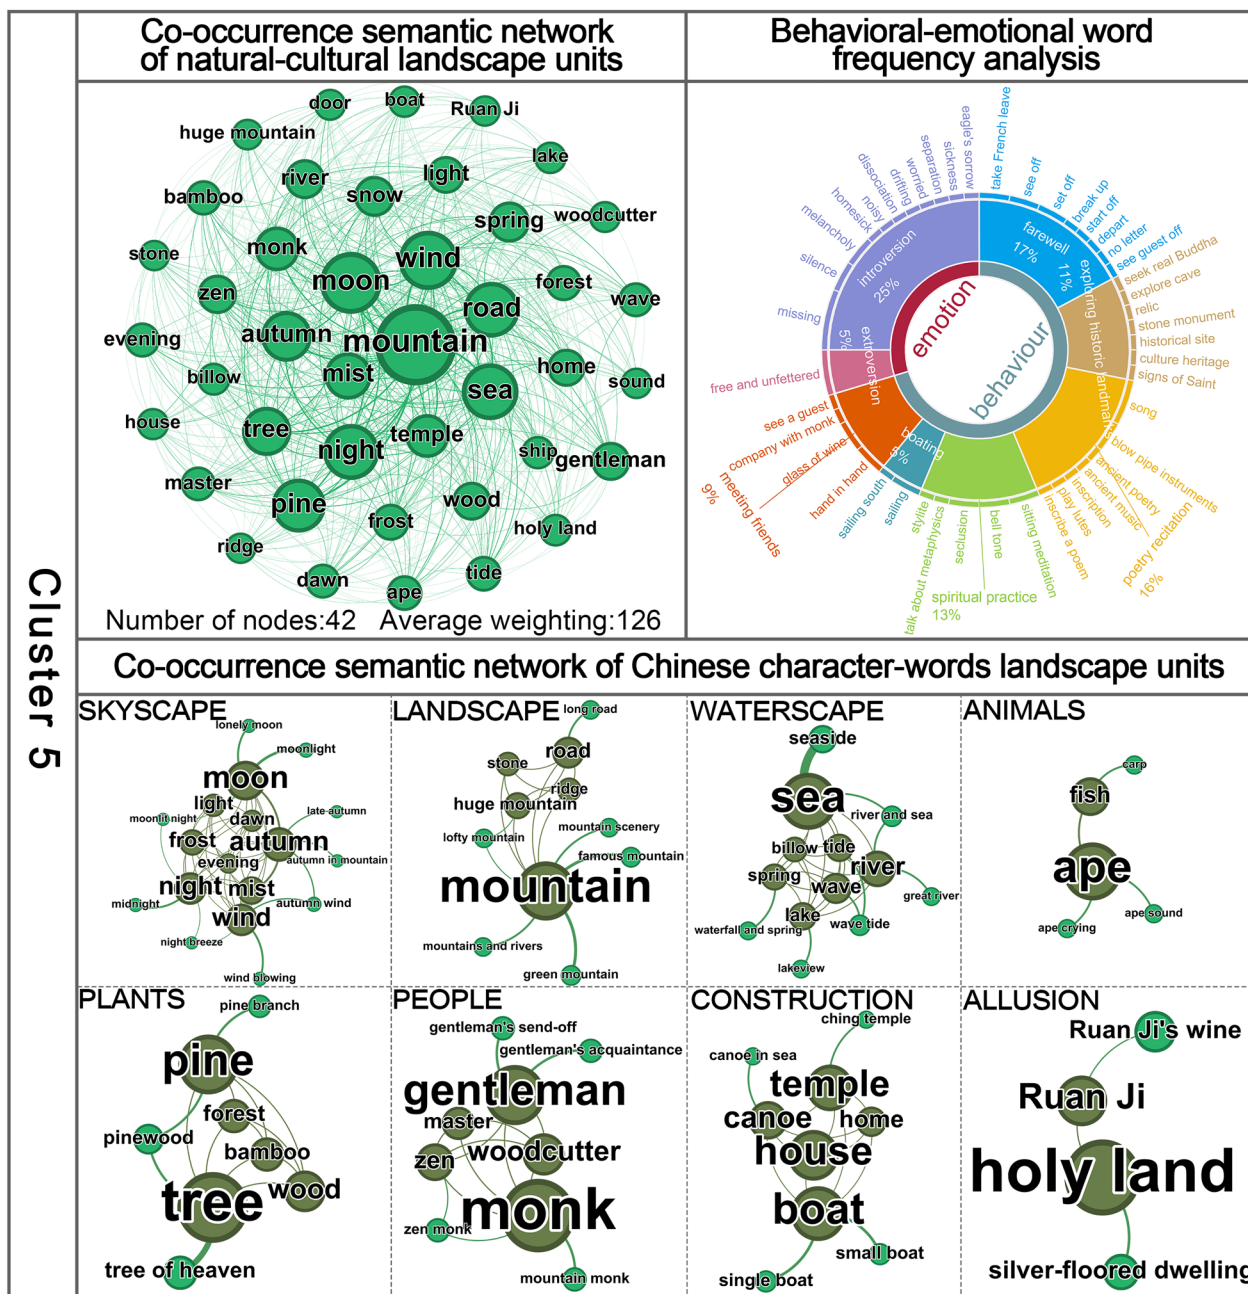 Cluster 5
Co-occurrence semantic network
of natural-cultural landscape units
door
boat
Ruan Ji
huge mountain
lake
river
light
snow
bamboo
spring
woodcutter
monk
wind
stone
moon
forest
zen
road
wave
evening
autumn
mountain
mist
home
billow
sea
sound
house
tree
temple
night
ship
gentleman
master
pine
wood
frost
holy land
ridge
dawn
ape
tide
Number of nodes:42 Average weighting:126
Behavioral-emotional word
frequency analysis
emotion
behaviour
introversion
25%
extroversion
5%
farewell
17%
exploring historic landmarks
11%
boating
5%
missing
silence
melancholy
homesick
noisy
dissociation
drifting
worried
separation
sickness
eagle's sorrow
take French leave
see off
set off
break up
start off
depart
no letter
see guest off
seek real Buddha
explore cave
relic
stone monument
historical site
culture heritage
signs of Saint
song
blow pipe instruments
ancient poetry
ancient music
inscription
play lutes
inscribe a poem
poetry recitation
16%
sitting meditation
bell tone
seclusion
talk about metaphysics
stylite
spiritual practice
13%
sailing
sailing south
hand in hand
glass of wine
company with monk
see a guest
meeting friends
9%
free and unfettered
Co-occurrence semantic network of Chinese character-words landscape units
SKYSCAPE
lonely moon
moonlight
moon
light
late-autumn
moonlit night
dawn
frost
autumn
evening
autumn in mountain
night
mist
midnight
autumn wind
wind
night breeze
wind blowing
LANDSCAPE
long road
road
stone
ridge
huge mountain
lofty mountain
mountain scenery
famous mountain
mountain
mountains and rivers
green mountain
WATERSCAPE
seaside
sea
river and sea
billow
tide
spring
river
wave
great river
lake
waterfall and spring
wave tide
lakeview
ANIMALS
carp
fish
ape
ape sound
ape crying
PLANTS
pine branch
pine
forest
pinewood
bamboo
tree
wood
tree of heaven
PEOPLE
gentleman's send-off
gentleman's acquaintance
gentleman
master
woodcutter
zen
monk
zen monk
mountain monk
CONSTRUCTION
ching temple
canoe in sea
temple
canoe
home
house
boat
small boat
single boat
ALLUSION
Ruan Ji's wine
Ruan Ji
holy land
silver-floored dwelling